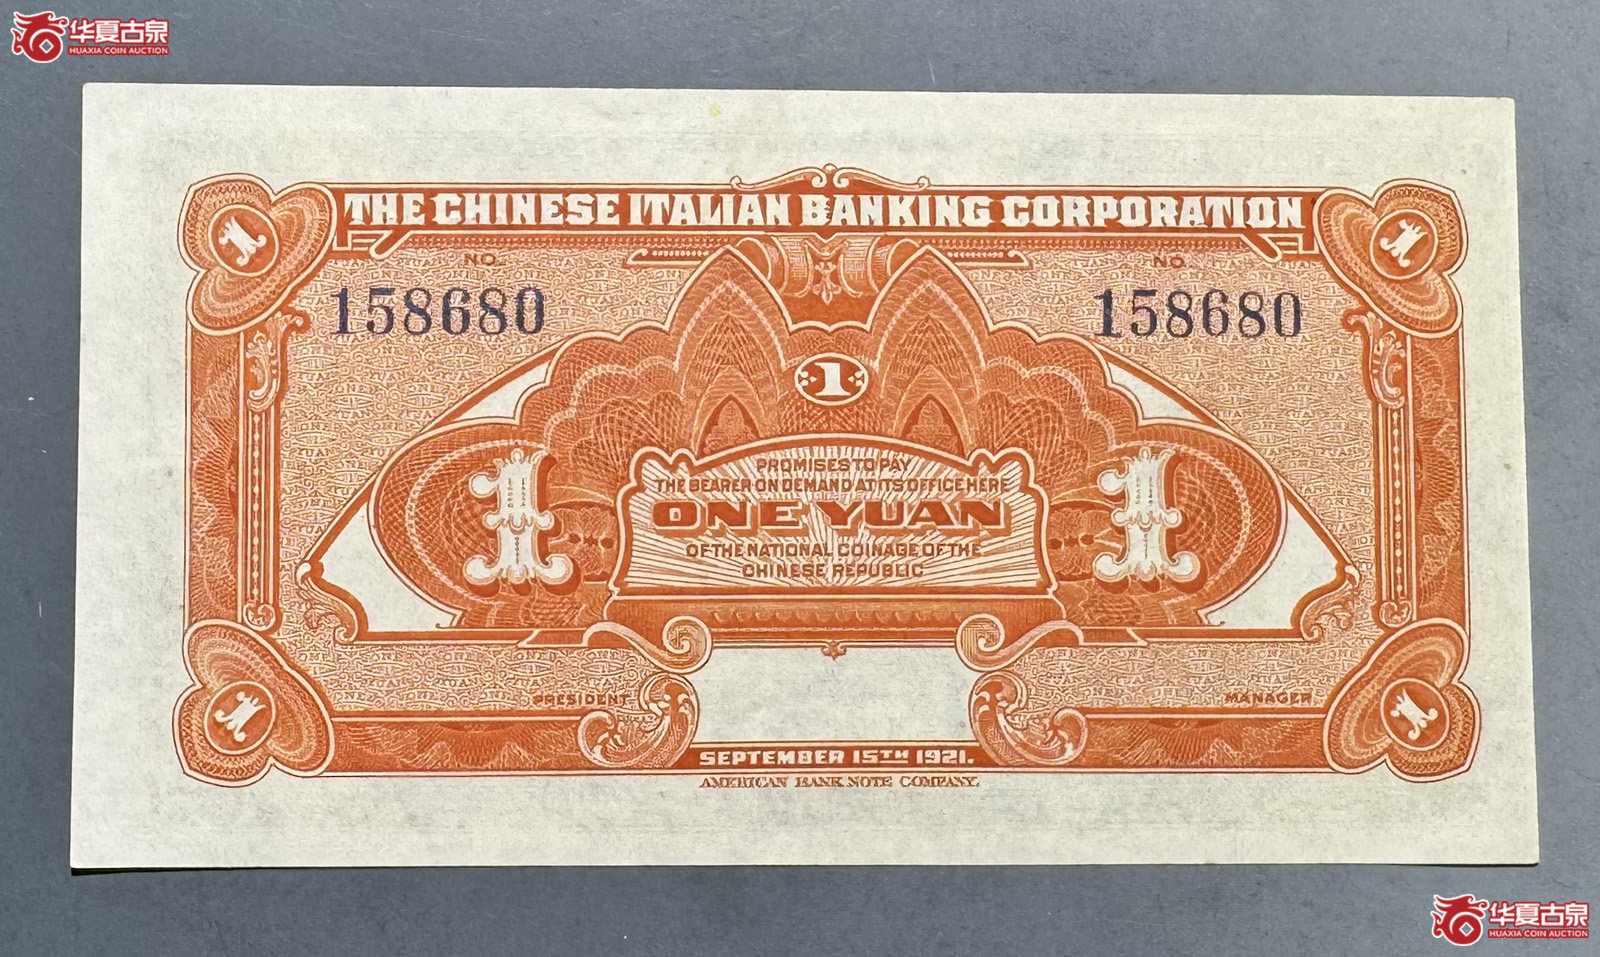 华夏古泉
HUAXIA COIN AUCTION
THE CHINESE ITALIAN BANKING CORPORATION
1
1
NO.
NO.
158680
158680
1
PROMISES TO PAY
THE BEARER ON DEMAND AT ITS OFFICE HERE
1
ONE YUAN
1
OF THE NATIONAL COINAGE OF THE
CHINESE REPUBLIC
PRESIDENT
MANAGER
1
1
SEPTEMBER 15TH 1921.
AMERICAN BANK NOTE COMPANY.
华夏古泉
HUAXIA COIN AUCTION